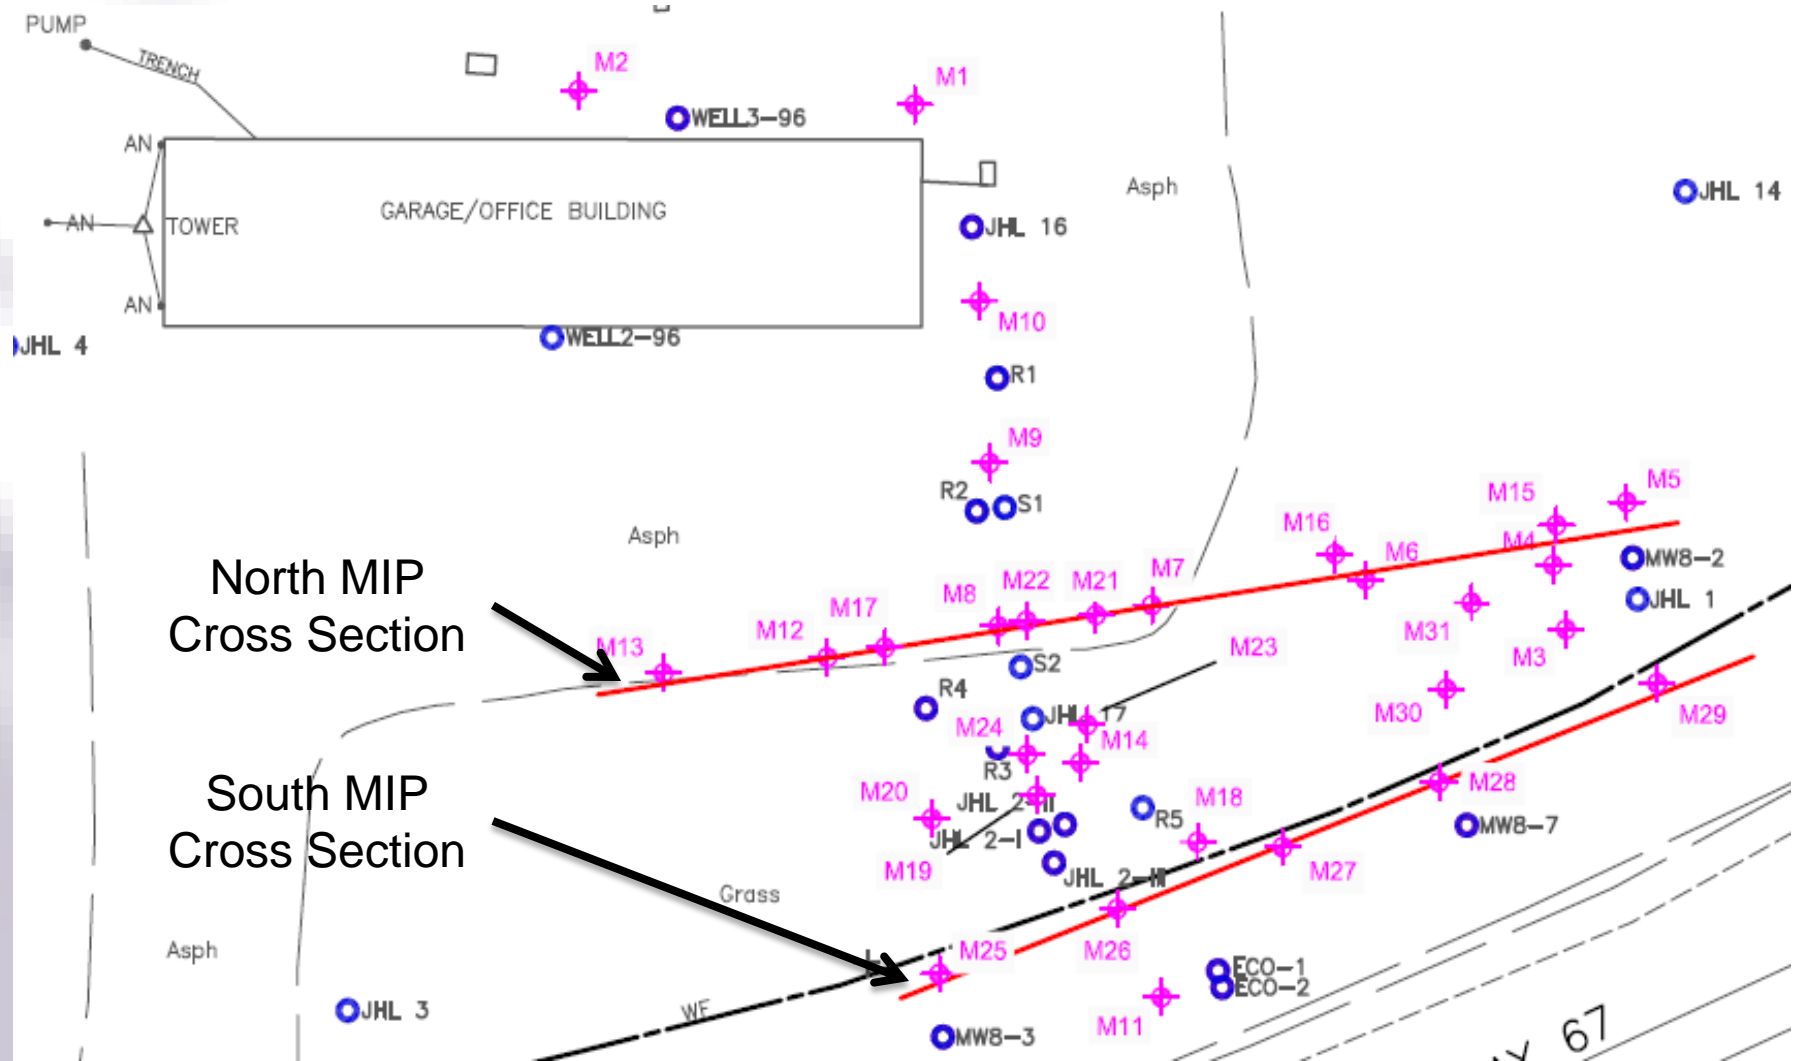 PUMP
TRENCH
M2
M1
WELL3-96
AN
Asph
JHL 14
GARAGE/OFFICE BUILDING
AN
TOWER
JHL 16
AN
M10
WELL2-96
JHL 4
R1
M9
R2
S1
M5
M15
M16
M4
Asph
M6
MW8-2
M7
M22
M21
M8
North MIP
Cross Section
M17
M12
JHL 1
M31
M13
M3
M23
S2
R4
JHL 17
M24
M14
M30
M29
R3
South MIP
Cross Section
M20
JHL 2-II
M18
M28
R5
JHL 2-I
MW8-7
M19
JHL 2-III
M27
Grass
Asph
M25
M26
ECO-1
ECO-2
JHL 3
WF
M11
MW8-3
67